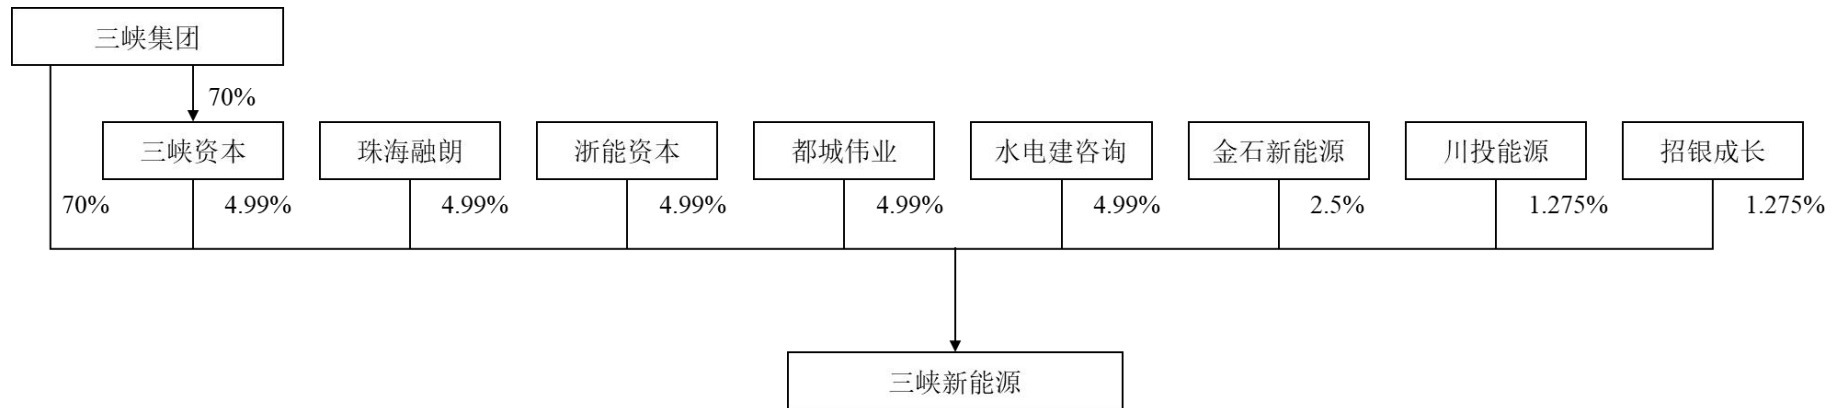 三峡集团
70%
三峡资本 珠海融朗 浙能资本 都城伟业 水电建咨询 金石新能源 川投能源 招银成长
70% 4.99% 4.99% 4.99% 4.99% 4.99% 2.5% 1.275% 1.275%
三峡新能源